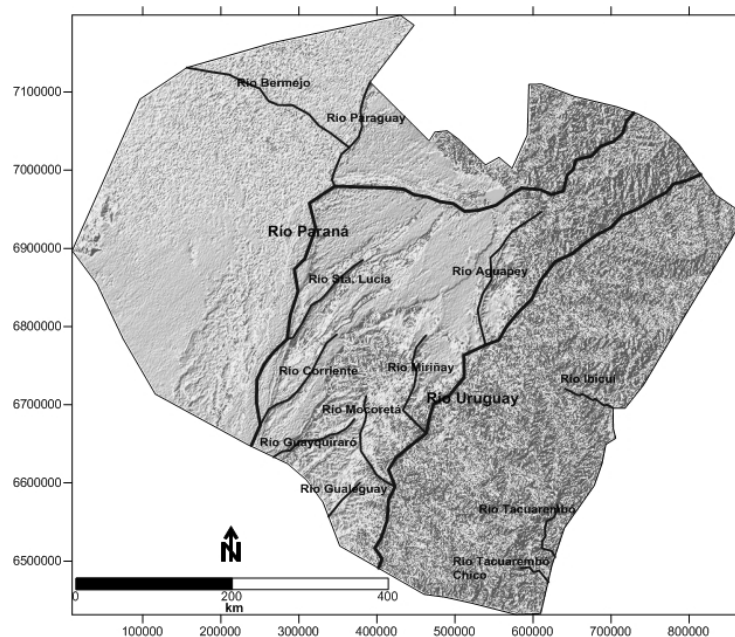 7100000
7000000
6900000
6800000
6700000
6600000
6500000
Río Bermejo
Río Paraguay
Río Paraná
Río Sta. Lucía
Río Aguapey
Río Corriente
Río Miriñay
Río Ibicuí
Río Mocoretá
Río Uruguay
Río Guayquiraró
Río Gualeguay
Río Tacuarembó
Río Tacuarembó
Chico
N
0 200 400
km
100000 200000 300000 400000 500000 600000 700000 800000